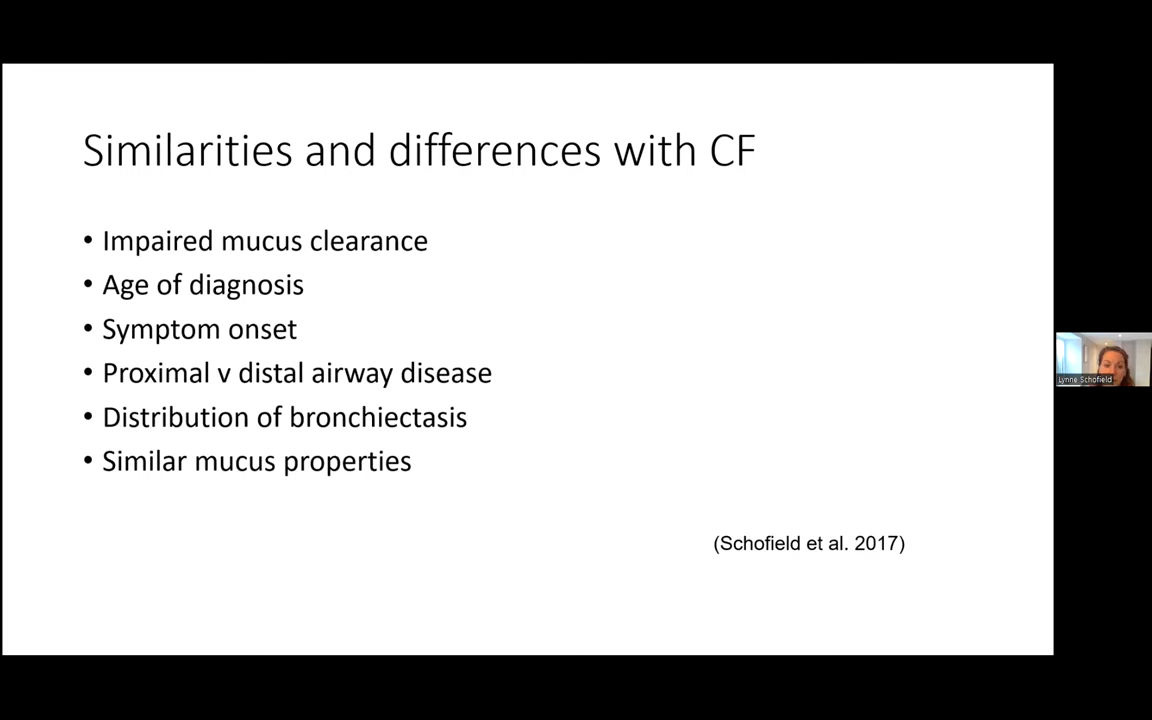 Similarities and differences with CF
• Impaired mucus clearance
• Age of diagnosis
• Symptom onset
• Proximal v distal airway disease
• Distribution of bronchiectasis
• Similar mucus properties
(Schofield et al. 2017)
Lynne Schofield